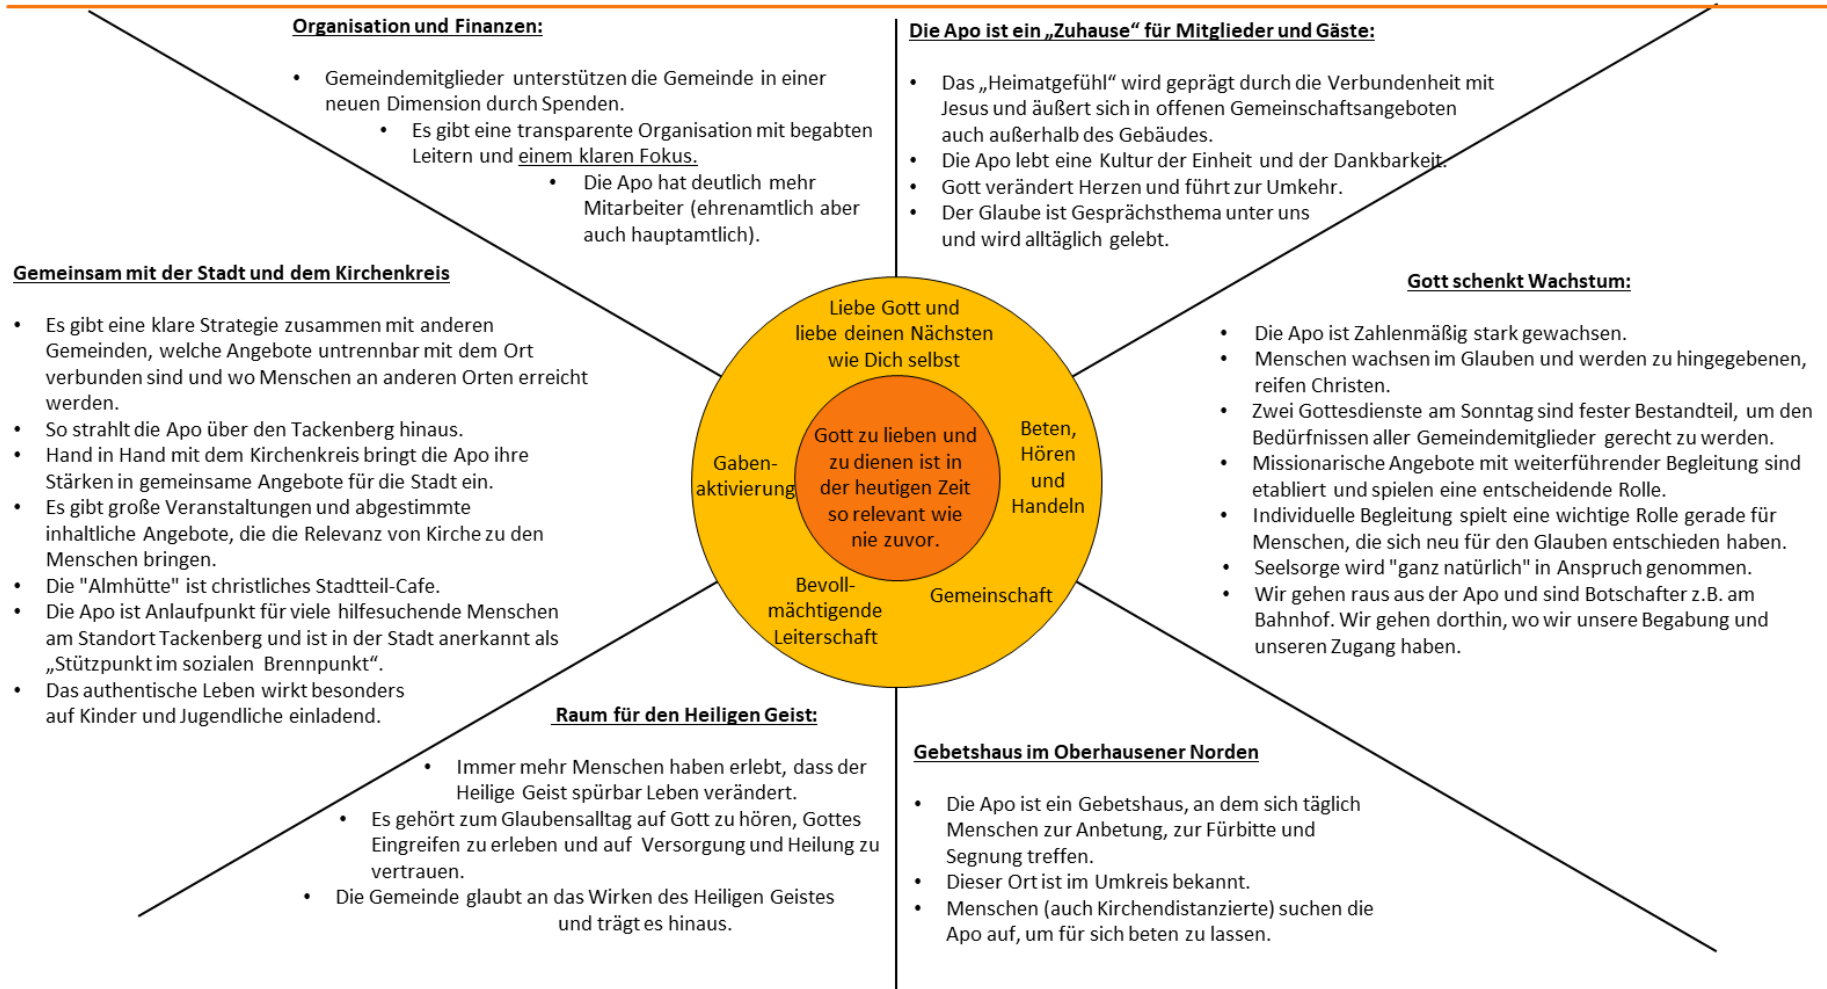 Organisation und Finanzen:
• Gemeindemitglieder unterstützen die Gemeinde in einer
neuen Dimension durch Spenden.
• Es gibt eine transparente Organisation mit begabten
Leitern und einem klaren Fokus.
• Die Apo hat deutlich mehr
Mitarbeiter (ehrenamtlich aber
auch hauptamtlich).
Die Apo ist ein „Zuhause“ für Mitglieder und Gäste:
• Das „Heimatgefühl“ wird geprägt durch die Verbundenheit mit
Jesus und äußert sich in offenen Gemeinschaftsangeboten
auch außerhalb des Gebäudes.
• Die Apo lebt eine Kultur der Einheit und der Dankbarkeit.
• Gott verändert Herzen und führt zur Umkehr.
• Der Glaube ist Gesprächsthema unter uns
und wird alltäglich gelebt.
Gemeinsam mit der Stadt und dem Kirchenkreis
• Es gibt eine klare Strategie zusammen mit anderen
Gemeinden, welche Angebote untrennbar mit dem Ort
verbunden sind und wo Menschen an anderen Orten erreicht
werden.
• So strahlt die Apo über den Tackenberg hinaus.
• Hand in Hand mit dem Kirchenkreis bringt die Apo ihre
Stärken in gemeinsame Angebote für die Stadt ein.
• Es gibt große Veranstaltungen und abgestimmte
inhaltliche Angebote, die die Relevanz von Kirche zu den
Menschen bringen.
• Die "Almhütte" ist christliches Stadtteil-Cafe.
• Die Apo ist Anlaufpunkt für viele hilfesuchende Menschen
am Standort Tackenberg und ist in der Stadt anerkannt als
„Stützpunkt im sozialen Brennpunkt“.
• Das authentische Leben wirkt besonders
auf Kinder und Jugendliche einladend.
Liebe Gott und
liebe deinen Nächsten
wie Dich selbst
Gaben-
aktivierung
Gott zu lieben und
zu dienen ist in
der heutigen Zeit
so relevant wie
nie zuvor.
Beten,
Hören
und
Handeln
Bevoll-
mächtigende
Leiterschaft
Gemeinschaft
Gott schenkt Wachstum:
• Die Apo ist Zahlenmäßig stark gewachsen.
• Menschen wachsen im Glauben und werden zu hingegebenen,
reifen Christen.
• Zwei Gottesdienste am Sonntag sind fester Bestandteil, um den
Bedürfnissen aller Gemeindemitglieder gerecht zu werden.
• Missionarische Angebote mit weiterführender Begleitung sind
etabliert und spielen eine entscheidende Rolle.
• Individuelle Begleitung spielt eine wichtige Rolle gerade für
Menschen, die sich neu für den Glauben entschieden haben.
• Seelsorge wird "ganz natürlich" in Anspruch genommen.
• Wir gehen raus aus der Apo und sind Botschafter z.B. am
Bahnhof. Wir gehen dorthin, wo wir unsere Begabung und
unseren Zugang haben.
Raum für den Heiligen Geist:
• Immer mehr Menschen haben erlebt, dass der
Heilige Geist spürbar Leben verändert.
• Es gehört zum Glaubensalltag auf Gott zu hören, Gottes
Eingreifen zu erleben und auf Versorgung und Heilung zu
vertrauen.
• Die Gemeinde glaubt an das Wirken des Heiligen Geistes
und trägt es hinaus.
Gebetshaus im Oberhausener Norden
• Die Apo ist ein Gebetshaus, an dem sich täglich
Menschen zur Anbetung, zur Fürbitte und
Segnung treffen.
• Dieser Ort ist im Umkreis bekannt.
• Menschen (auch Kirchendistanzierte) suchen die
Apo auf, um für sich beten zu lassen.